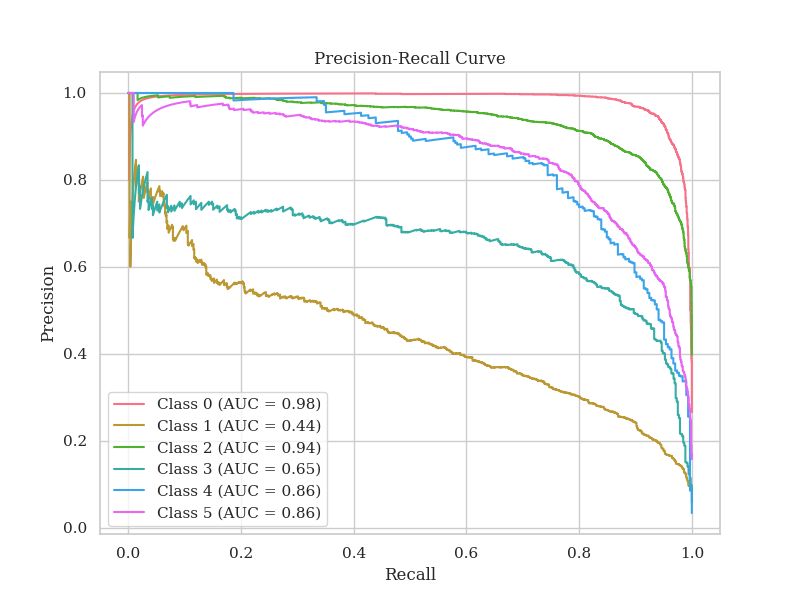 Precision-Recall Curve
1.0
0.8
0.6
0.4
0.2
0.0
Precision
Class 0 (AUC = 0.98)
Class 1 (AUC = 0.44)
Class 2 (AUC = 0.94)
Class 3 (AUC = 0.65)
Class 4 (AUC = 0.86)
Class 5 (AUC = 0.86)
0.0 0.2 0.4 0.6 0.8 1.0
Recall